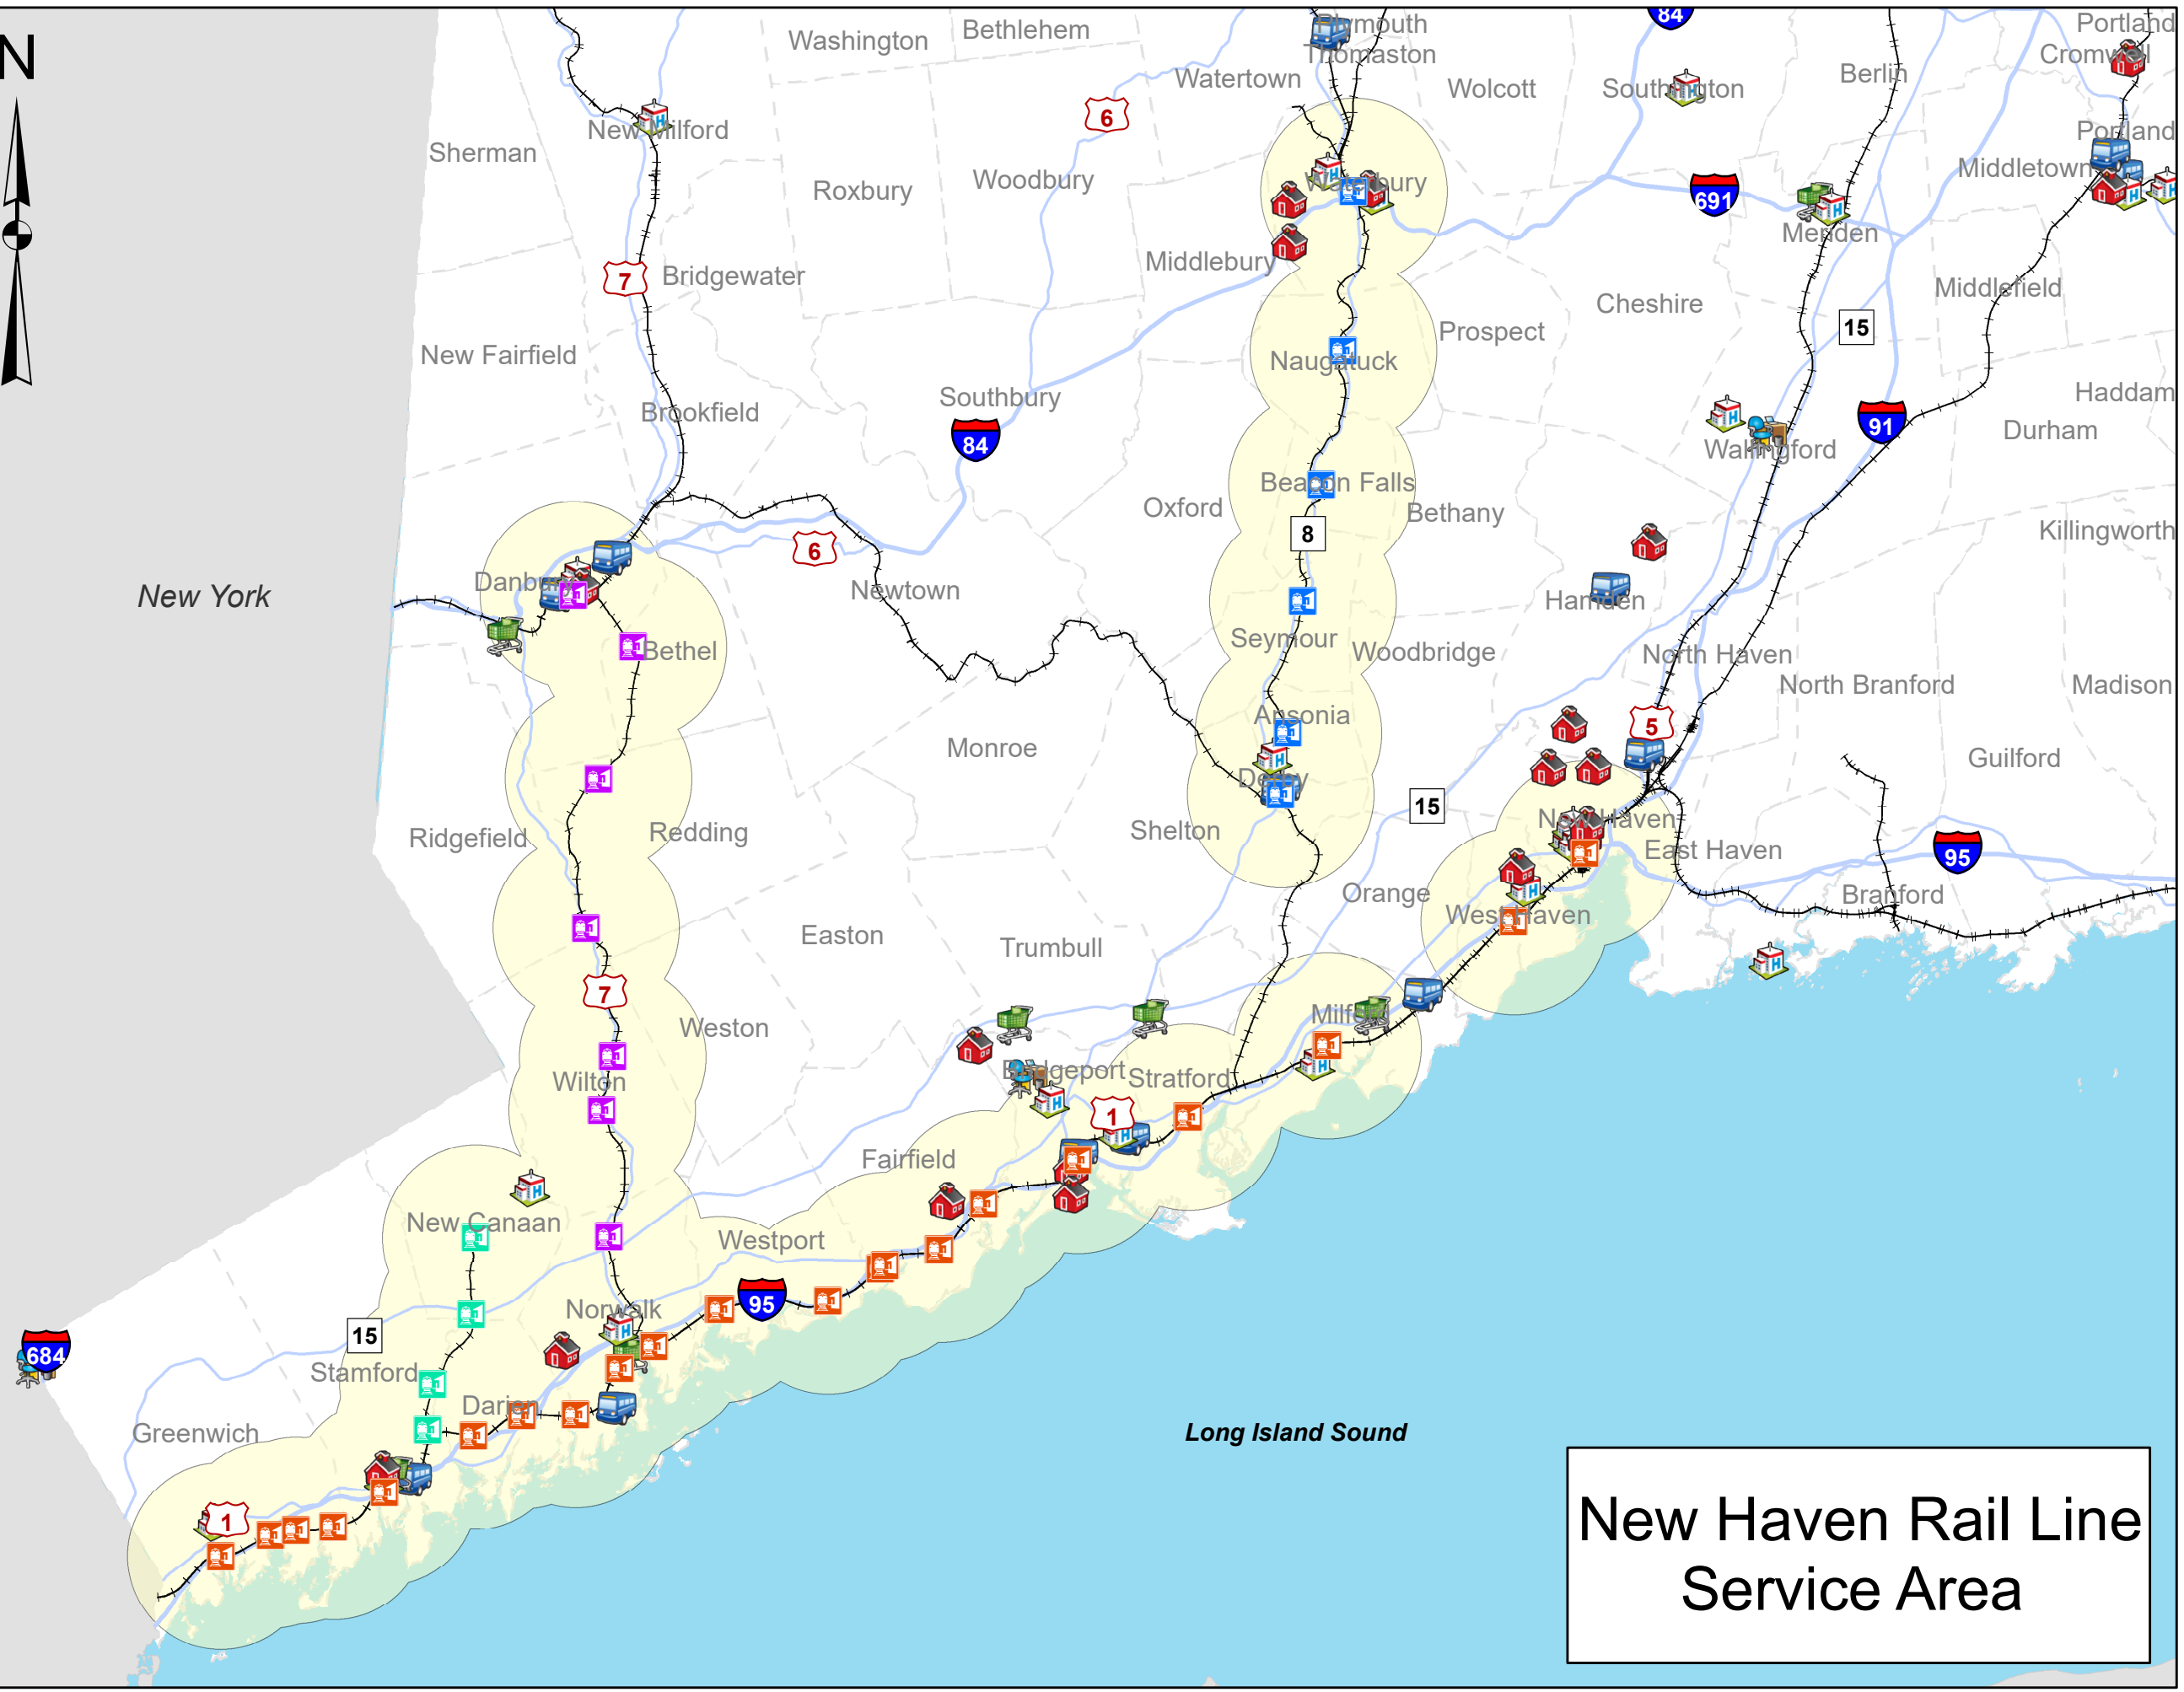 N
Washington
Bethlehem
Plymouth
Thomaston
84
Portland
Cromwell
Watertown
Wolcott
Southington
Berlin
6
New Milford
Sherman
Portland
Middletown
Roxbury
Woodbury
Waterbury
691
Meriden
7
Bridgewater
Middlebury
Middlefield
Cheshire
Prospect
15
New Fairfield
Naugatuck
Southbury
Haddam
Brookfield
84
91
Durham
Wallingford
Beacon Falls
Oxford
Bethany
8
Killingworth
6
New York
Danbury
Newtown
Hamden
Bethel
Seymour
Woodbridge
North Haven
North Branford
Madison
Ansonia
5
Monroe
Guilford
Derby
15
Ridgefield
Redding
Shelton
New Haven
East Haven
95
Orange
Branford
West Haven
Easton
Trumbull
7
Weston
Milford
Wilton
Bridgeport
Stratford
1
Fairfield
New Canaan
Westport
95
Norwalk
15
684
Stamford
Darien
Greenwich
Long Island Sound
1
New Haven Rail Line
Service Area